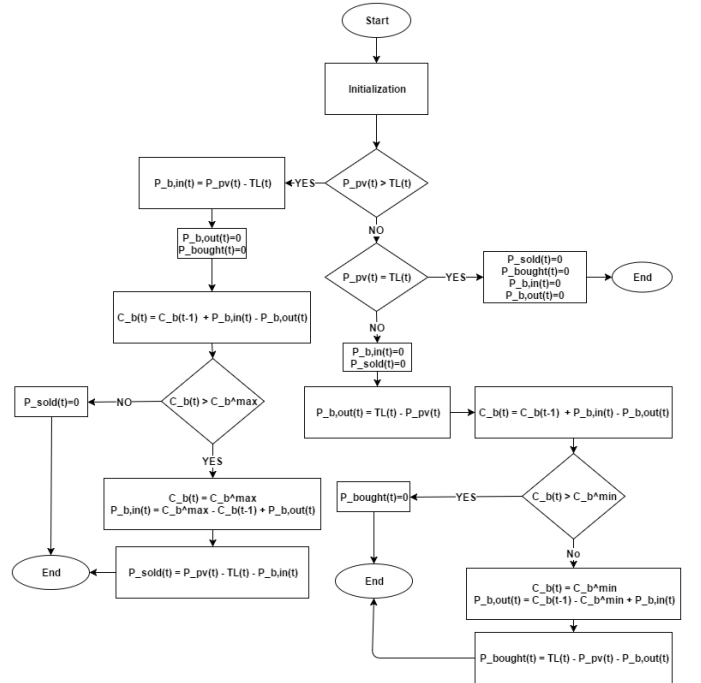 Start
Initialization
P_pv(t) > TL(t)
YES
P_b,in(t) = P_pv(t) - TL(t)
P_b,out(t)=0
P_bought(t)=0
C_b(t) = C_b(t-1)  + P_b,in(t) - P_b,out(t)
C_b(t) > C_b^max
NO
P_sold(t)=0
YES
C_b(t) = C_b^max
P_b,in(t) = C_b^max - C_b(t-1) + P_b,out(t)
P_sold(t) = P_pv(t) - TL(t) - P_b,in(t)
End
NO
P_pv(t) = TL(t)
YES
P_sold(t)=0
P_bought(t)=0
P_b,in(t)=0
P_b,out(t)=0
End
NO
P_b,in(t)=0
P_sold(t)=0
P_b,out(t) = TL(t) - P_pv(t)
C_b(t) = C_b(t-1)  + P_b,in(t) - P_b,out(t)
C_b(t) > C_b^min
YES
P_bought(t)=0
End
No
C_b(t) = C_b^min
P_b,out(t) = C_b(t-1) - C_b^min + P_b,in(t)
P_bought(t) = TL(t) - P_pv(t) - P_b,out(t)